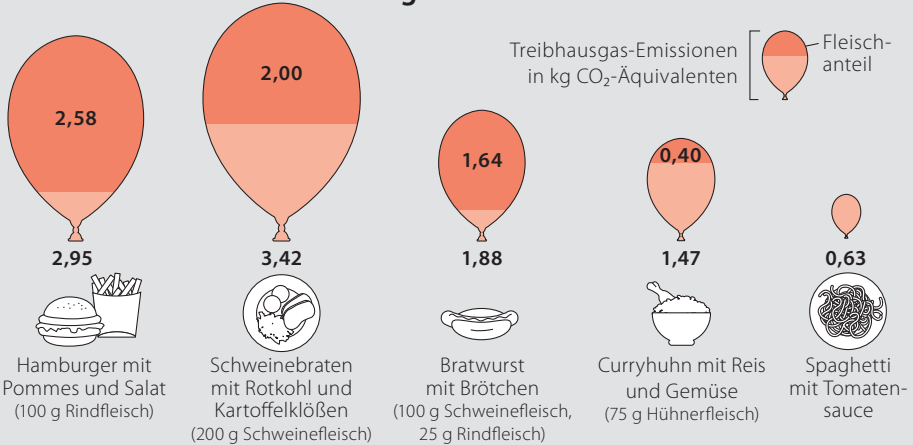 Treibhausgas-Emissionen
in kg CO₂-Äquivalenten
Fleisch-
anteil
2,58
2,00
1,64
0,40
2,95
3,42
1,88
1,47
0,63
Hamburger mit
Pommes und Salat
(100 g Rindfleisch)
Schweinebraten
mit Rotkohl und
Kartoffelklößen
(200 g Schweinefleisch)
Bratwurst
mit Brötchen
(100 g Schweinefleisch,
25 g Rindfleisch)
Curryhuhn mit Reis
und Gemüse
(75 g Hühnerfleisch)
Spaghetti
mit Tomaten-
sauce